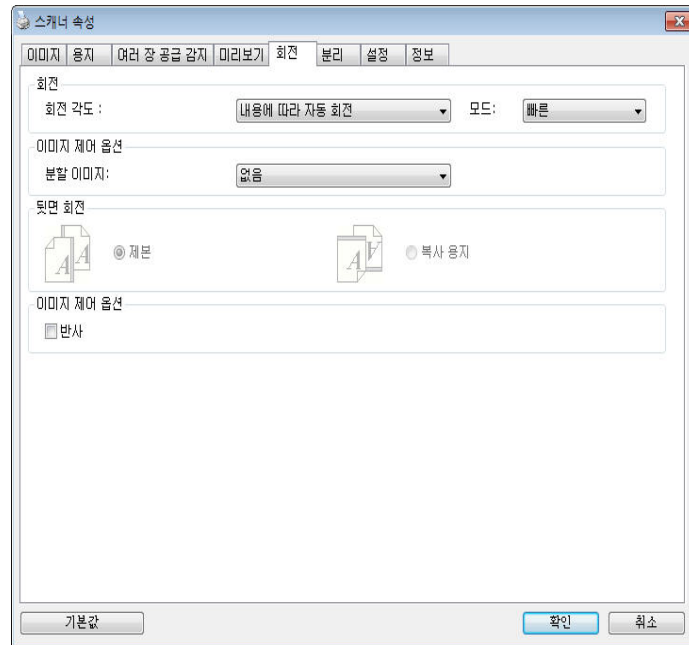 스캐너 속성
이미지 용지 여러 장 공급 감지 미리보기 회전 분리 설정 정보
회전
회전 각도 : 내용에 따라 자동 회전 모드: 빠른
이미지 제어 옵션
분할 이미지: 없음
뒷면 회전
제본 복사 용지
이미지 제어 옵션
반사
기본값 확인 취소